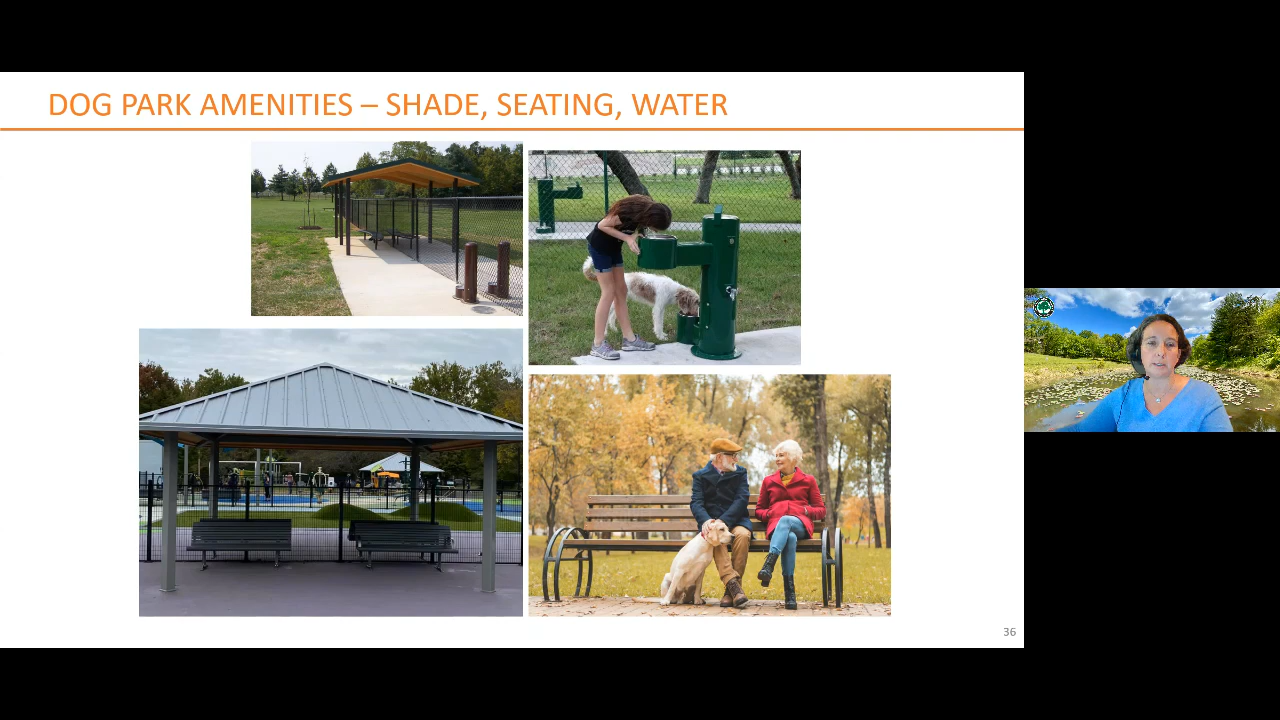 DOG PARK AMENITIES – SHADE, SEATING, WATER
36